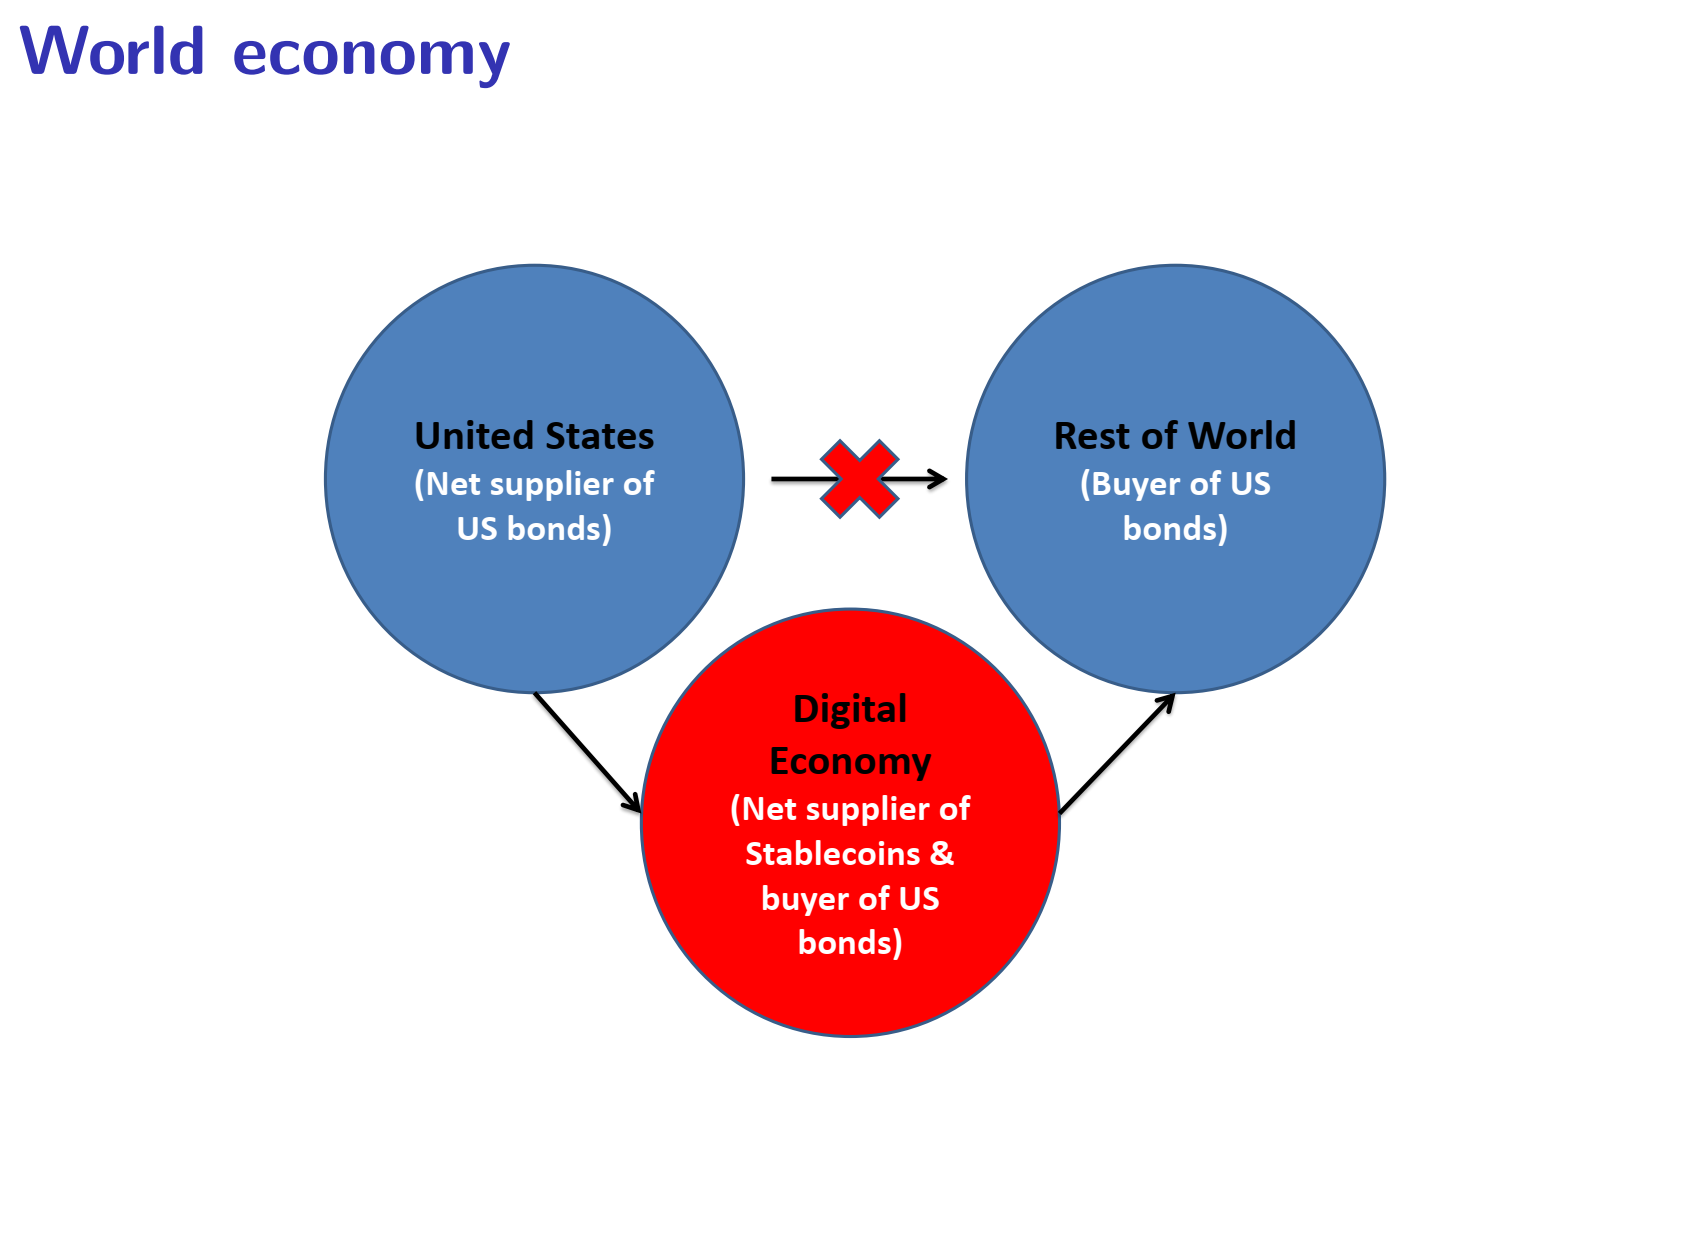 World economy
United States
(Net supplier of
US bonds)
Rest of World
(Buyer of US
bonds)
Digital
Economy
(Net supplier of
Stablecoins &
buyer of US
bonds)